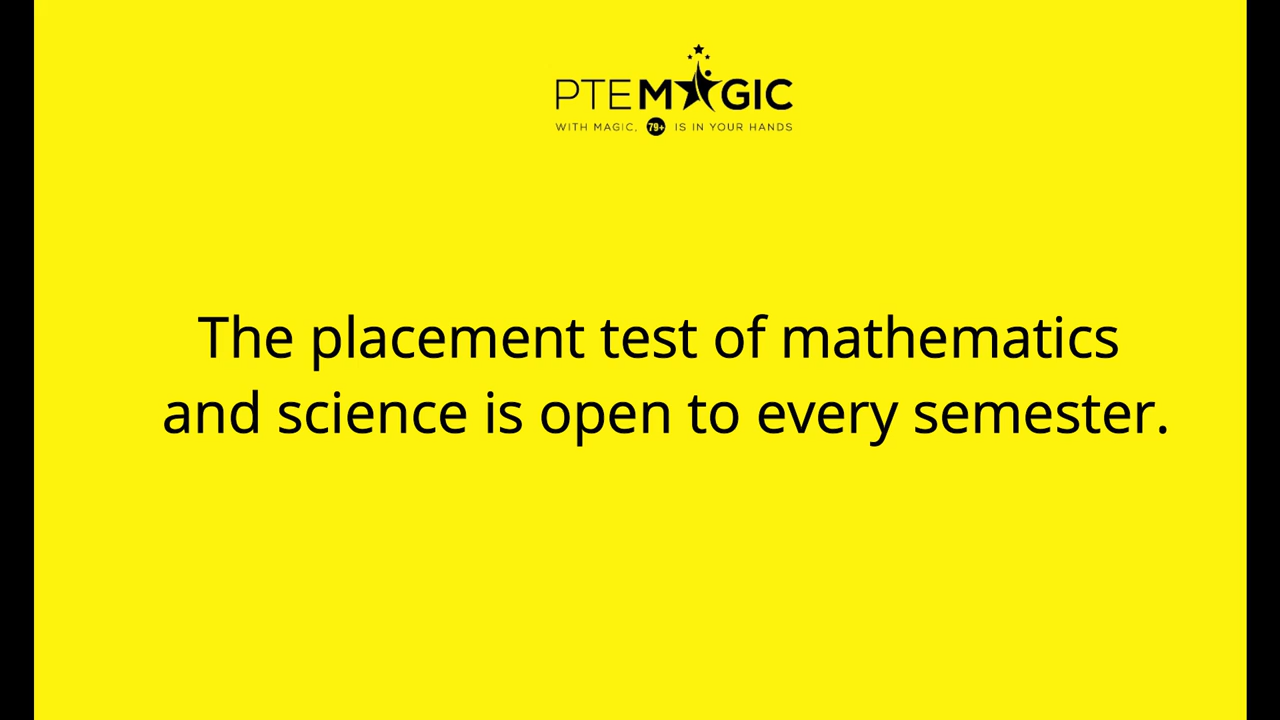 PTEMAGIC
WITH MAGIC, 79+ IS IN YOUR HANDS
The placement test of mathematics
and science is open to every semester.